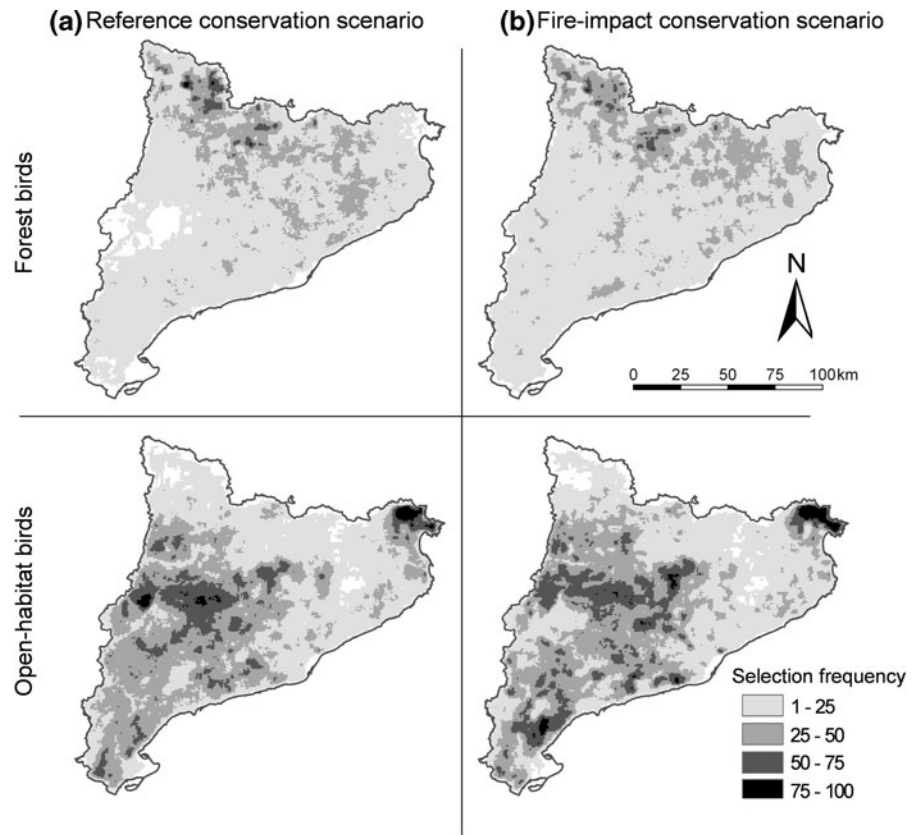 (a) Reference conservation scenario
(b) Fire-impact conservation scenario
Forest birds
N
0 25 50 75 100km
Open-habitat birds
Selection frequency
1 - 25
25 - 50
50 - 75
75 - 100